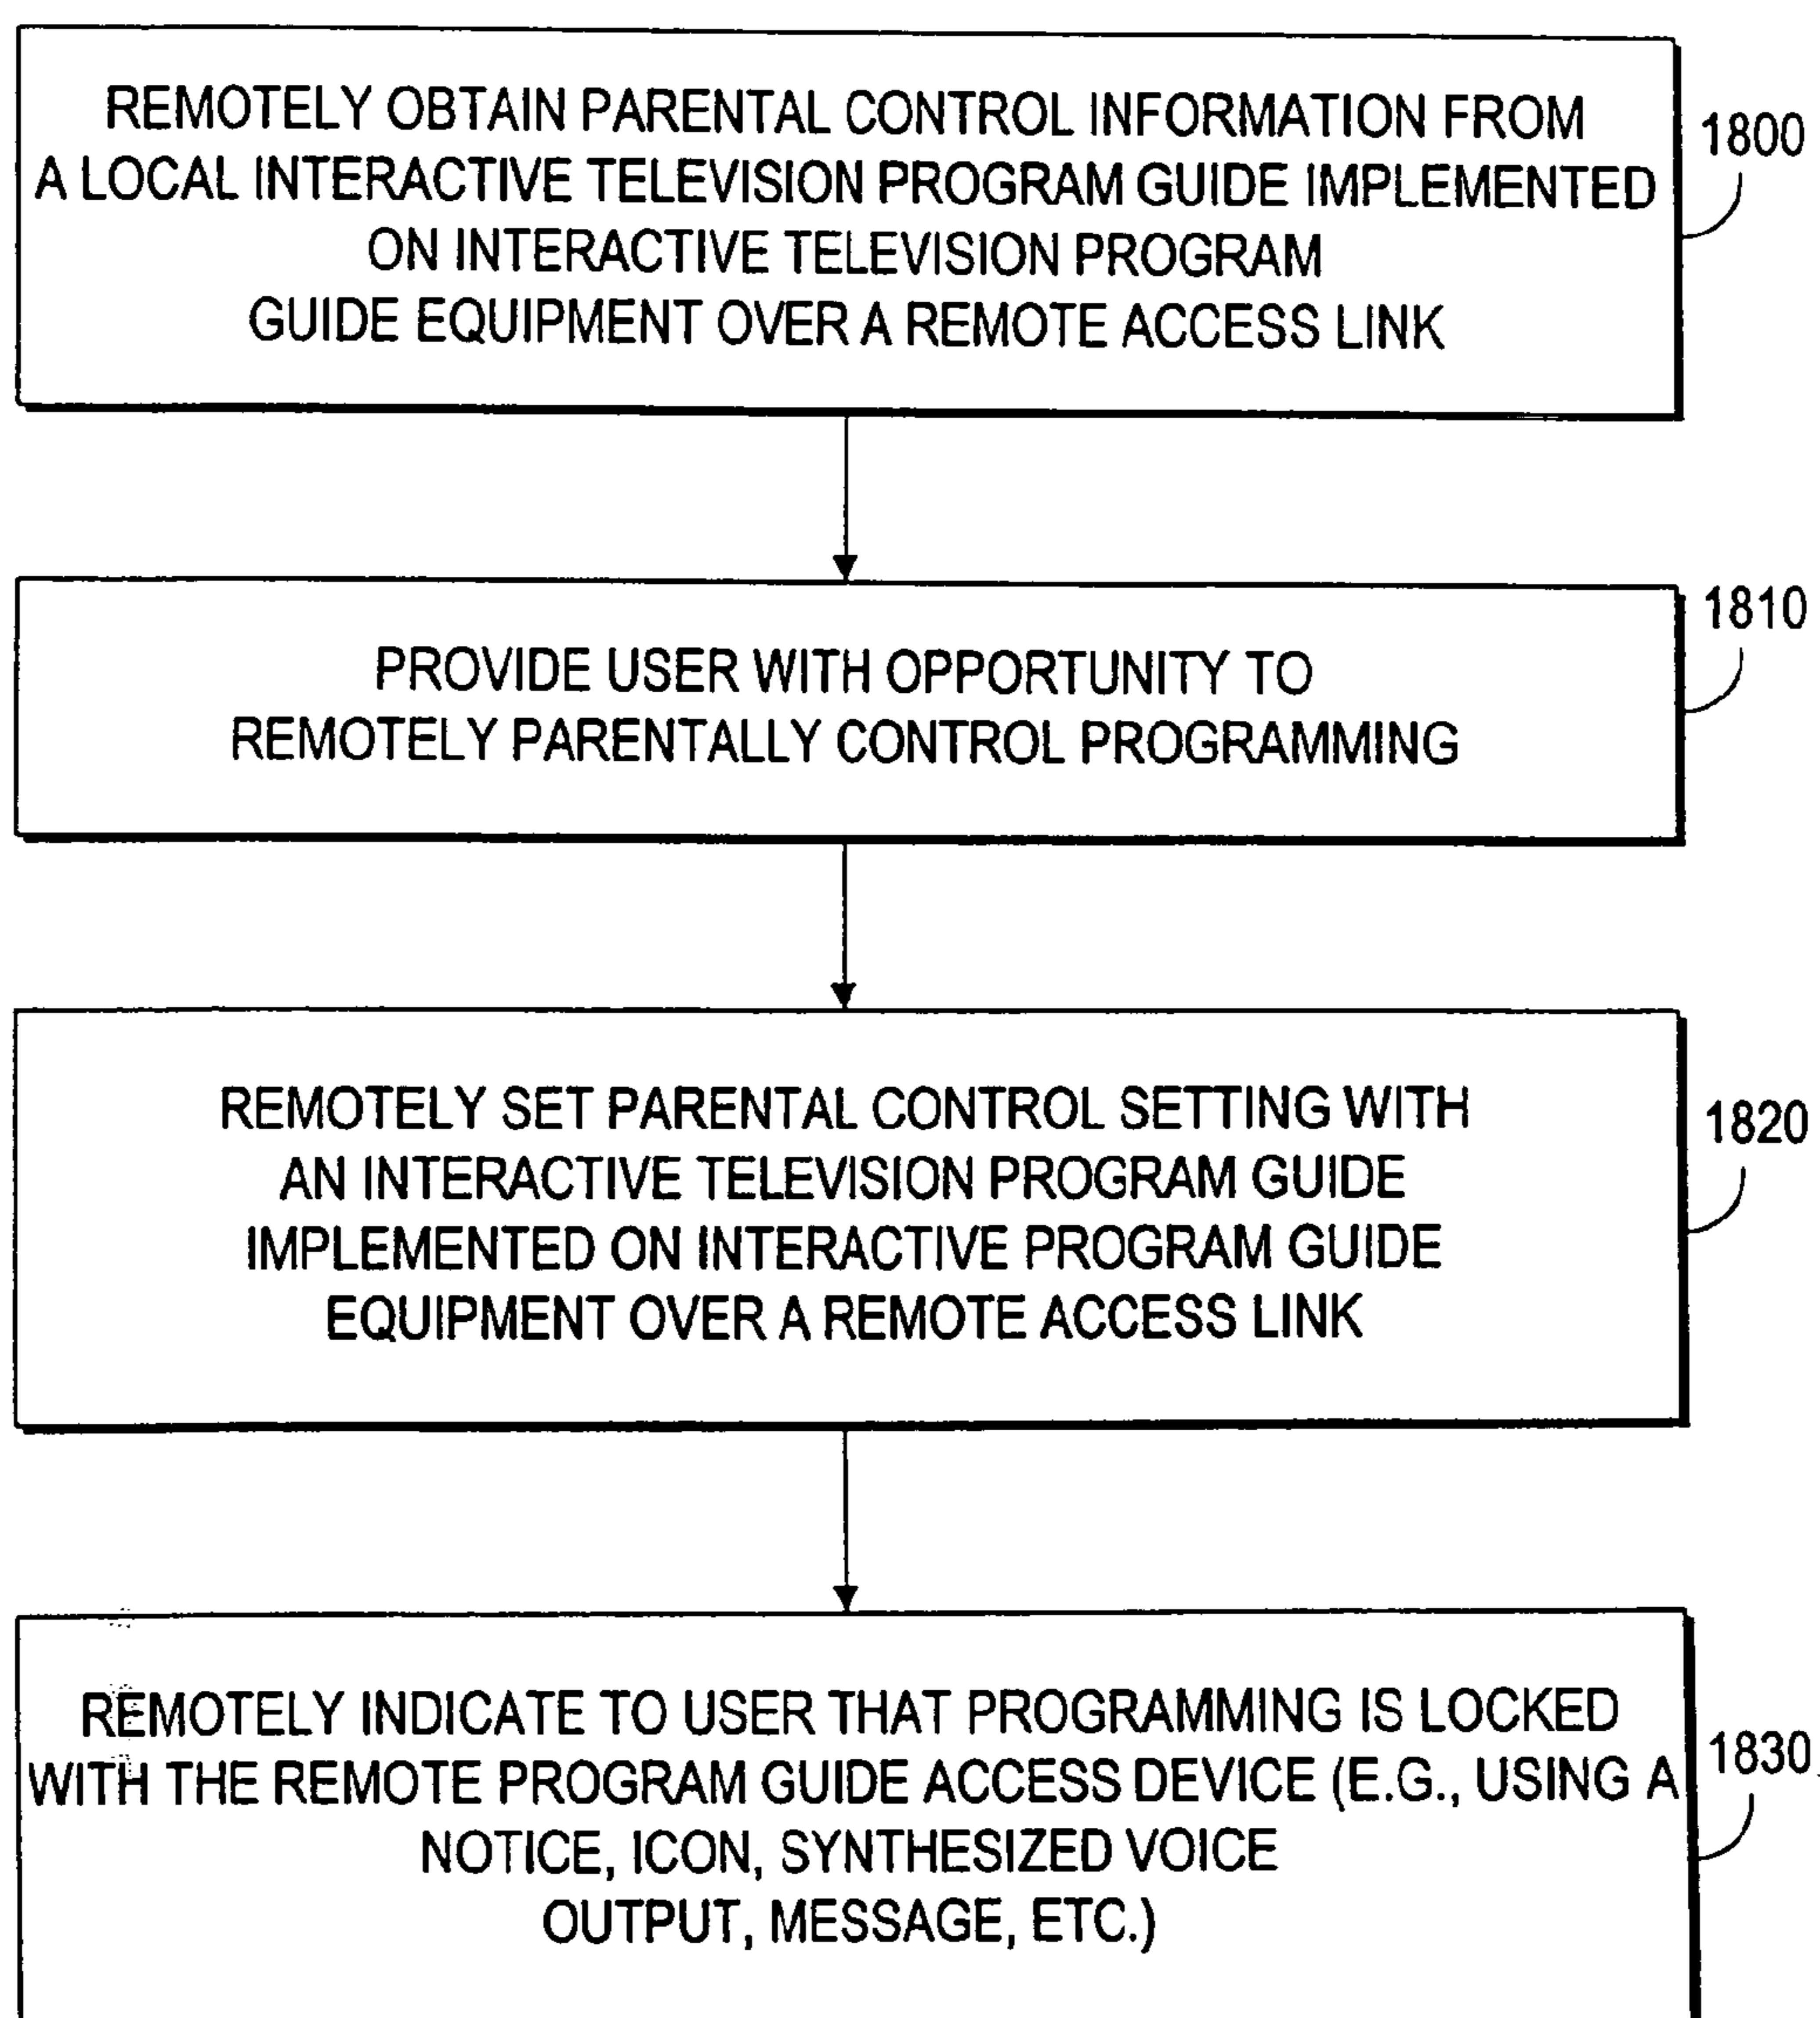 REMOTELY OBTAIN PARENTAL CONTROL INFORMATION FROM
A LOCAL INTERACTIVE TELEVISION PROGRAM GUIDE IMPLEMENTED
ON INTERACTIVE TELEVISION PROGRAM
GUIDE EQUIPMENT OVER A REMOTE ACCESS LINK
1800
PROVIDE USER WITH OPPORTUNITY TO
REMOTELY PARENTALLY CONTROL PROGRAMMING
1810
REMOTELY SET PARENTAL CONTROL SETTING WITH
AN INTERACTIVE TELEVISION PROGRAM GUIDE
IMPLEMENTED ON INTERACTIVE PROGRAM GUIDE
EQUIPMENT OVER A REMOTE ACCESS LINK
1820
REMOTELY INDICATE TO USER THAT PROGRAMMING IS LOCKED
WITH THE REMOTE PROGRAM GUIDE ACCESS DEVICE (E.G., USING A
NOTICE, ICON, SYNTHESIZED VOICE
OUTPUT, MESSAGE, ETC.)
1830